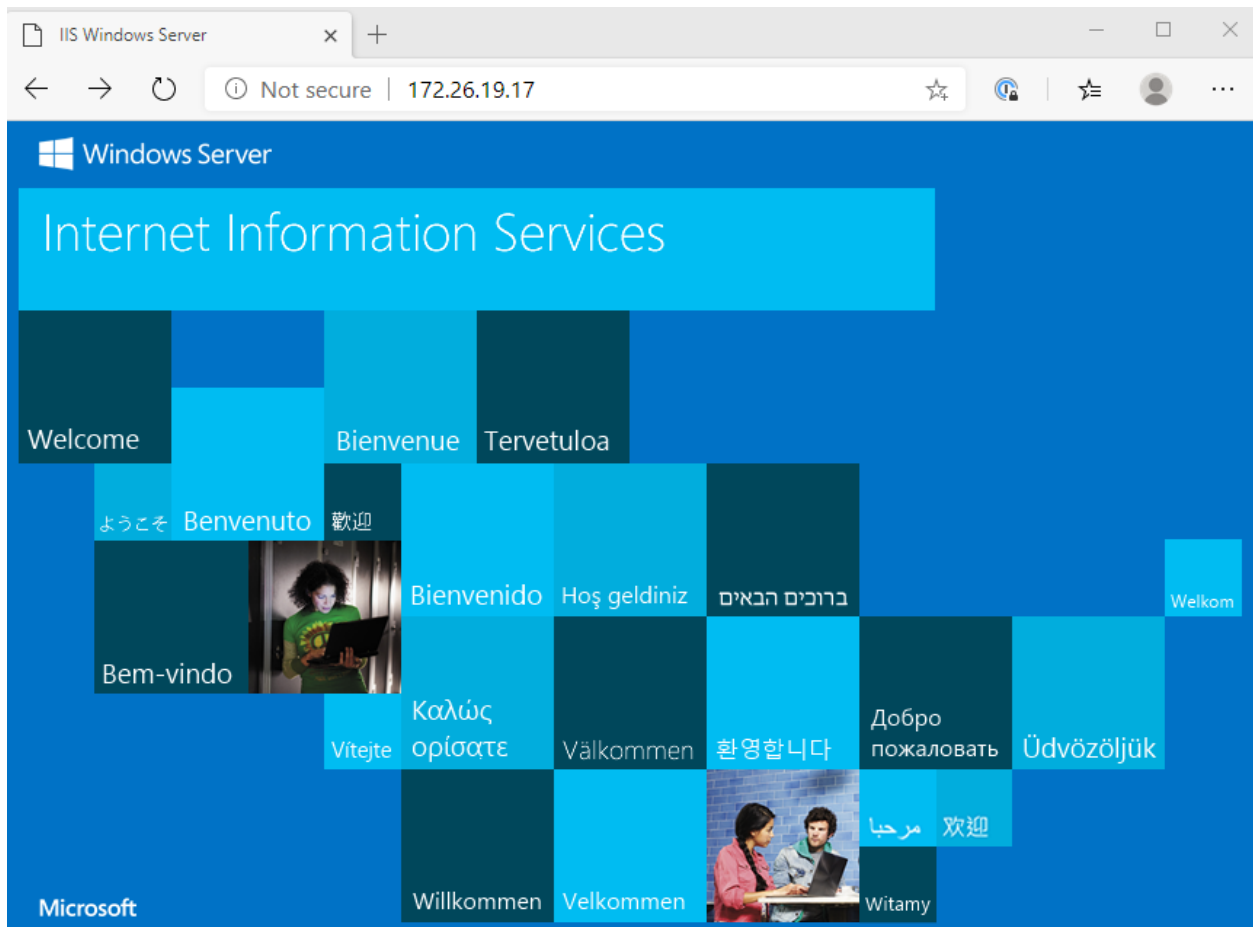 IIS Windows Server
Not secure | 172.26.19.17
Windows Server
Internet Information Services
Welcome
Bienvenue
Tervetuloa
ようこそ
Benvenuto
歡迎
Bienvenido
Hoş geldiniz
ברוכים הבאים
Welkom
Bem-vindo
Vítejte
Καλώς
ορίσατε
Välkommen
환영합니다
Добро
пожаловать
Üdvözöljük
مرحبا
欢迎
Willkommen
Velkommen
Witamy
Microsoft